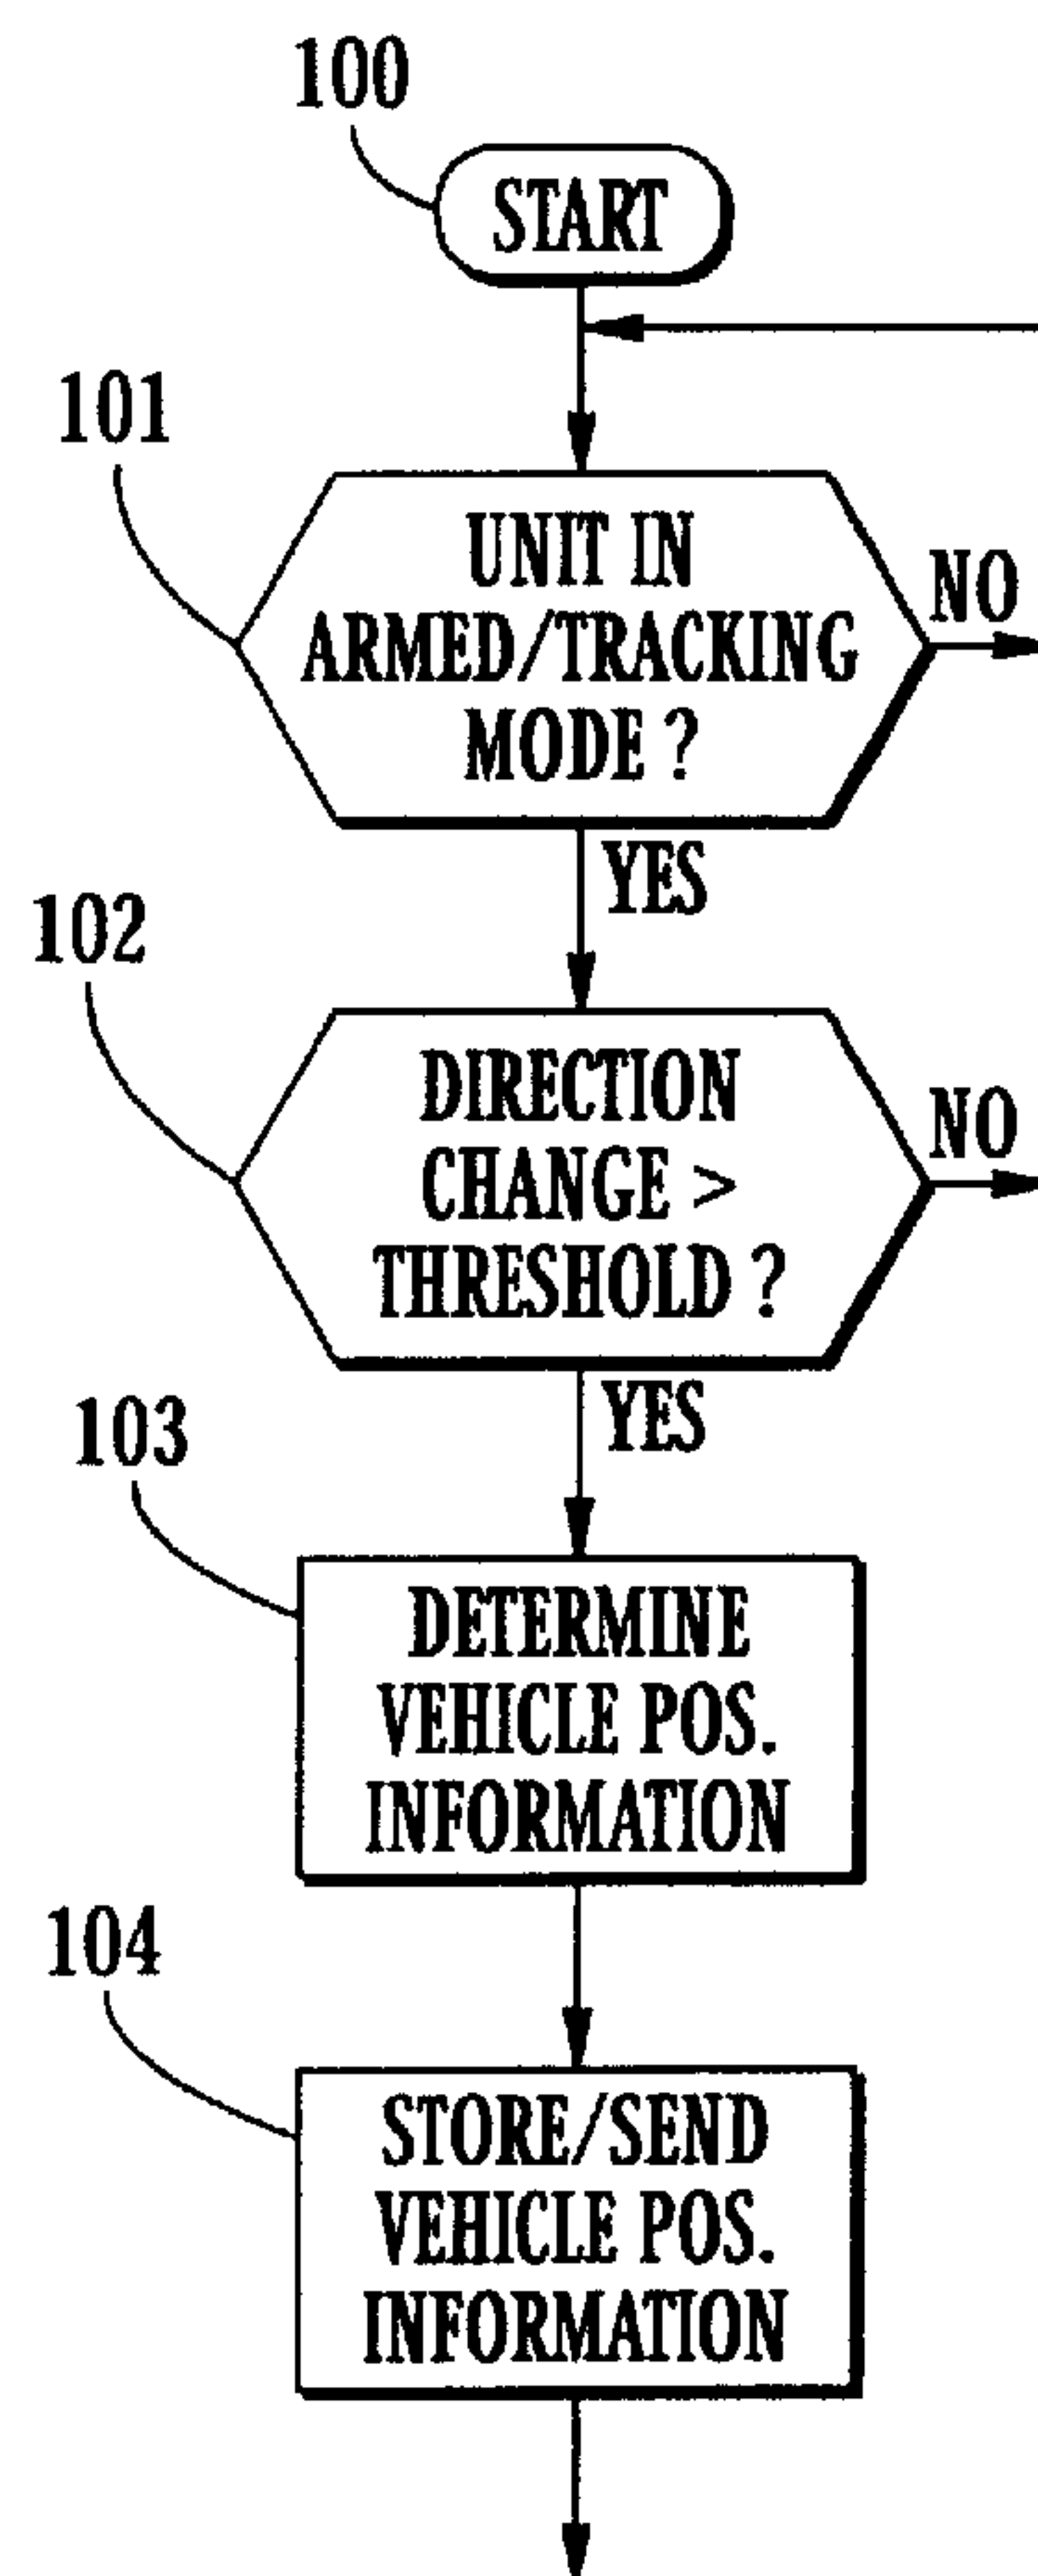 100
START
101
UNIT IN
ARMED/TRACKING
MODE ?
NO
YES
102
DIRECTION
CHANGE >
THRESHOLD ?
NO
YES
103
DETERMINE
VEHICLE POS.
INFORMATION
104
STORE/SEND
VEHICLE POS.
INFORMATION